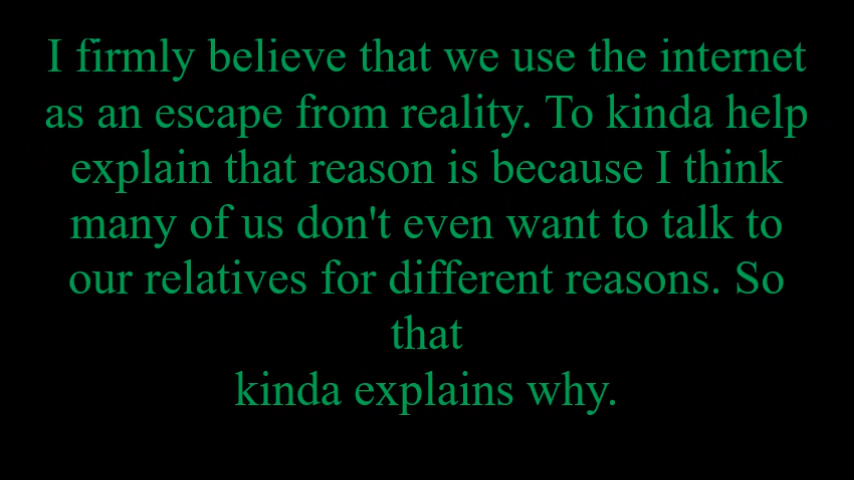 I firmly believe that we use the internet
as an escape from reality. To kinda help
explain that reason is because I think
many of us don't even want to talk to
our relatives for different reasons. So
that
kinda explains why.